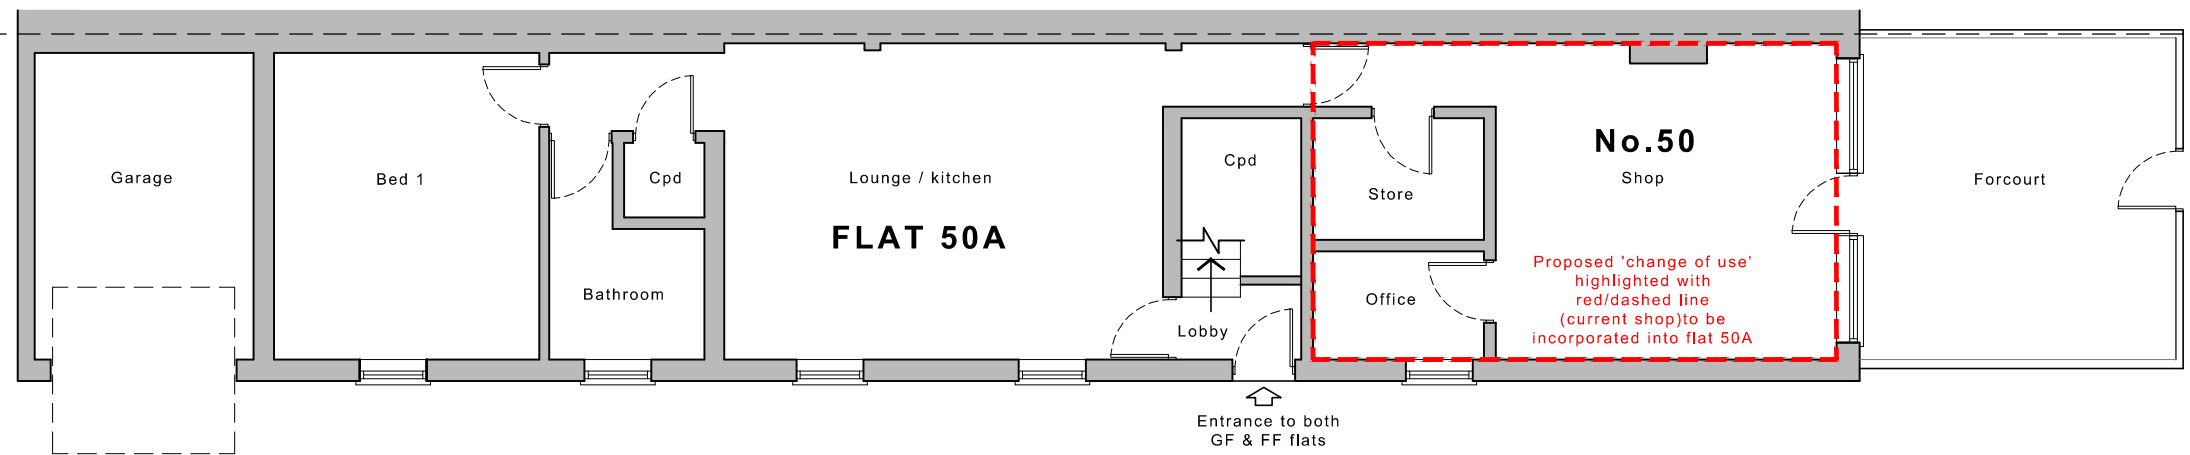 Garage
Bed 1
Bathroom
Cpd
Lounge / kitchen
FLAT 50A
Cpd
Lobby
Entrance to both
GF & FF flats
Store
Office
No.50
Shop
Proposed 'change of use'
highlighted with
red/dashed line
(current shop)to be
incorporated into flat 50A
Forcourt